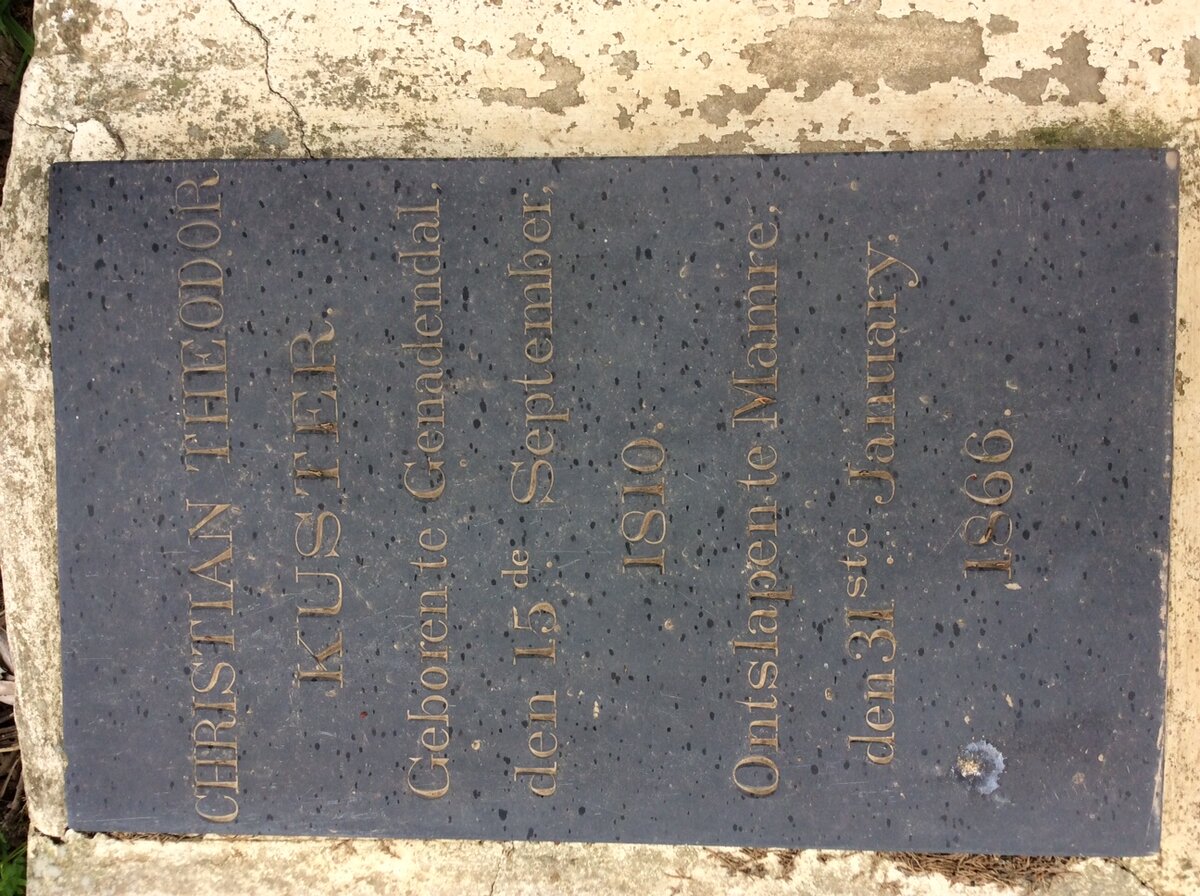 CHRISTIAN THEODOR
KUSTER.
Geboren te Genadendal,
den 15de September,
1810.
Ontslapen te Mamre,
den 31ste January,
1866.